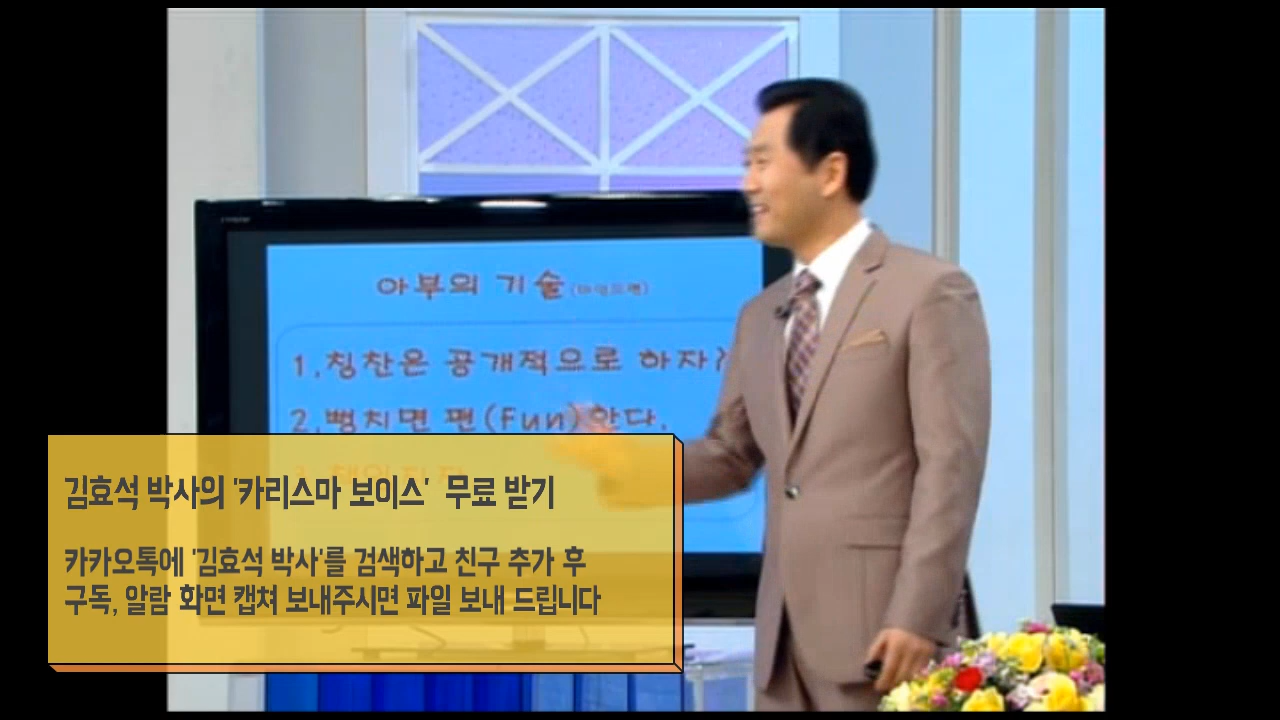 아부의 기술
1. 칭찬은 공개적으로 하자
2. 뻥치면 편(Fun)한다.
김효석 박사의 '카리스마 보이스' 무료 받기
카카오톡에 '김효석 박사'를 검색하고 친구 추가 후
구독, 알람 화면 캡쳐 보내주시면 파일 보내 드립니다